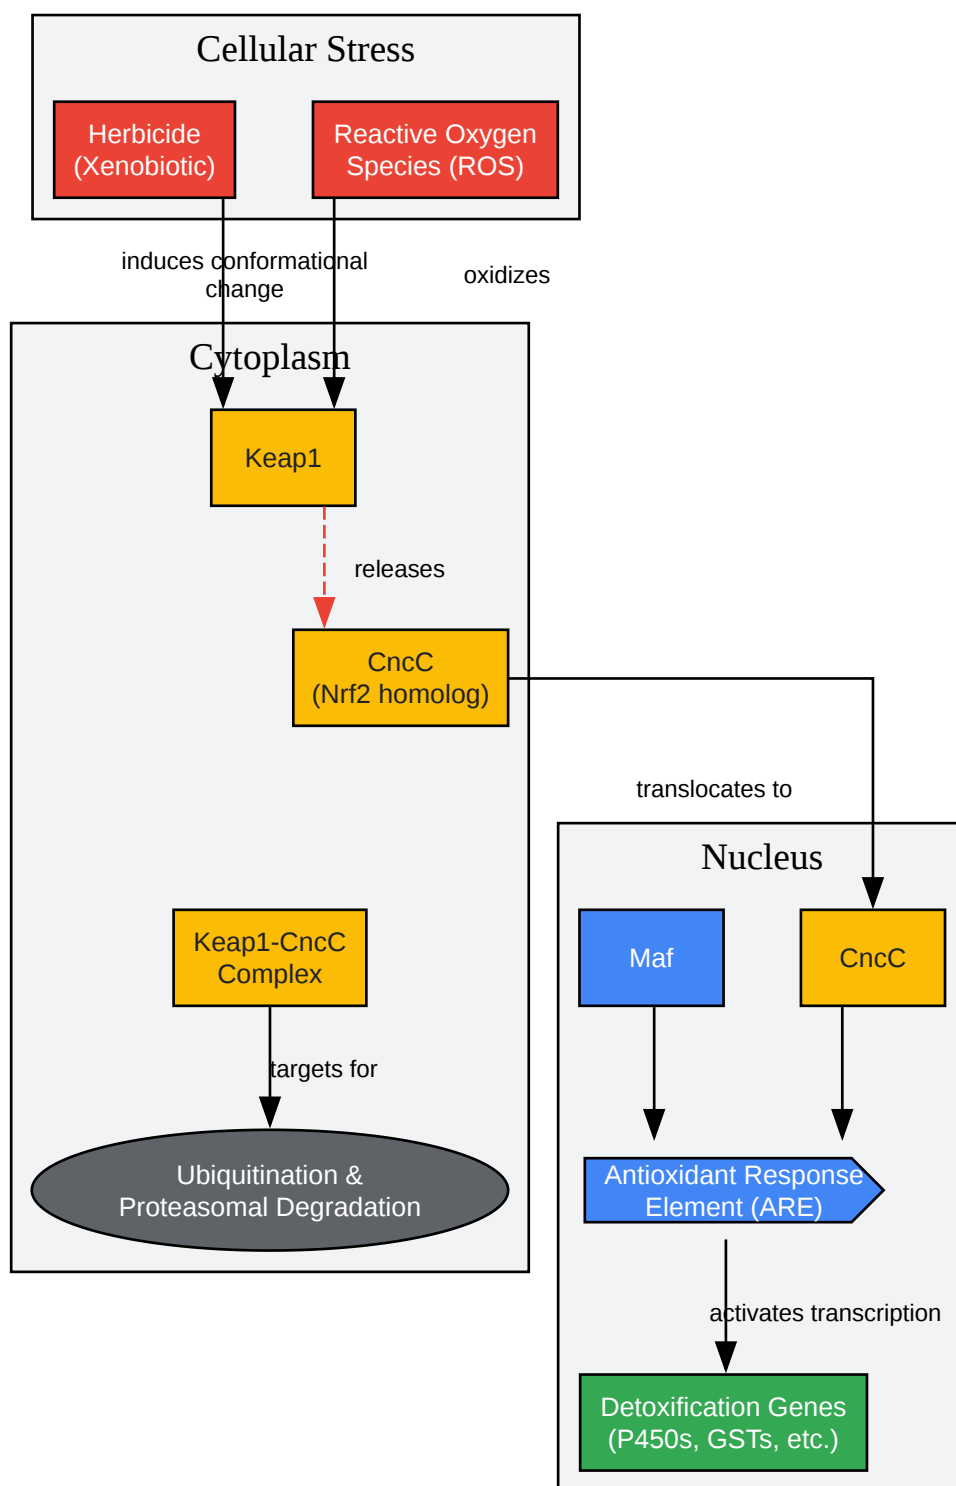 Cellular Stress
Herbicide
(Xenobiotic)
Reactive Oxygen
Species (ROS)
induces conformational
change
oxidizes
Cytoplasm
Keap1
releases
CncC
(Nrf2 homolog)
translocates to
Nucleus
Keap1-CncC
Complex
Maf
CncC
targets for
Ubiquitination &
Proteasomal Degradation
Antioxidant Response
Element (ARE)
activates transcription
Detoxification Genes
(P450s, GSTs, etc.)